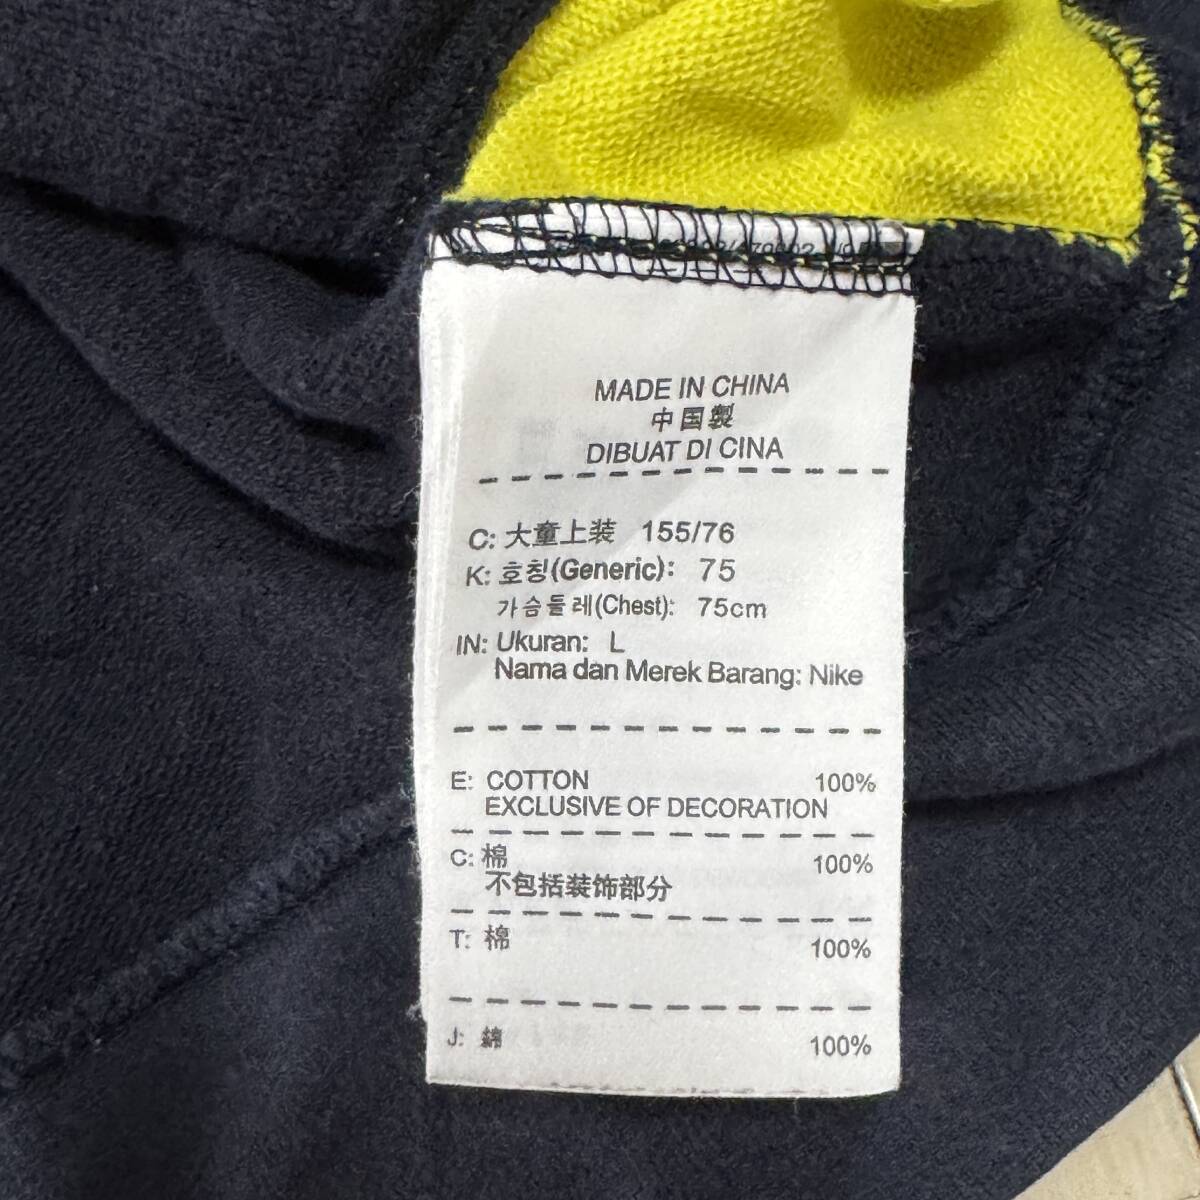 MADE IN CHINA
中国製
DIBUAT DI CINA
C: 大童上装 155/76
K: 호칭(Generic): 75
가슴둘레(Chest): 75cm
IN: Ukuran: L
Nama dan Merek Barang: Nike
E: COTTON 100%
EXCLUSIVE OF DECORATION
C: 棉 100%
不包括装饰部分
T: 棉 100%
J: 綿 100%